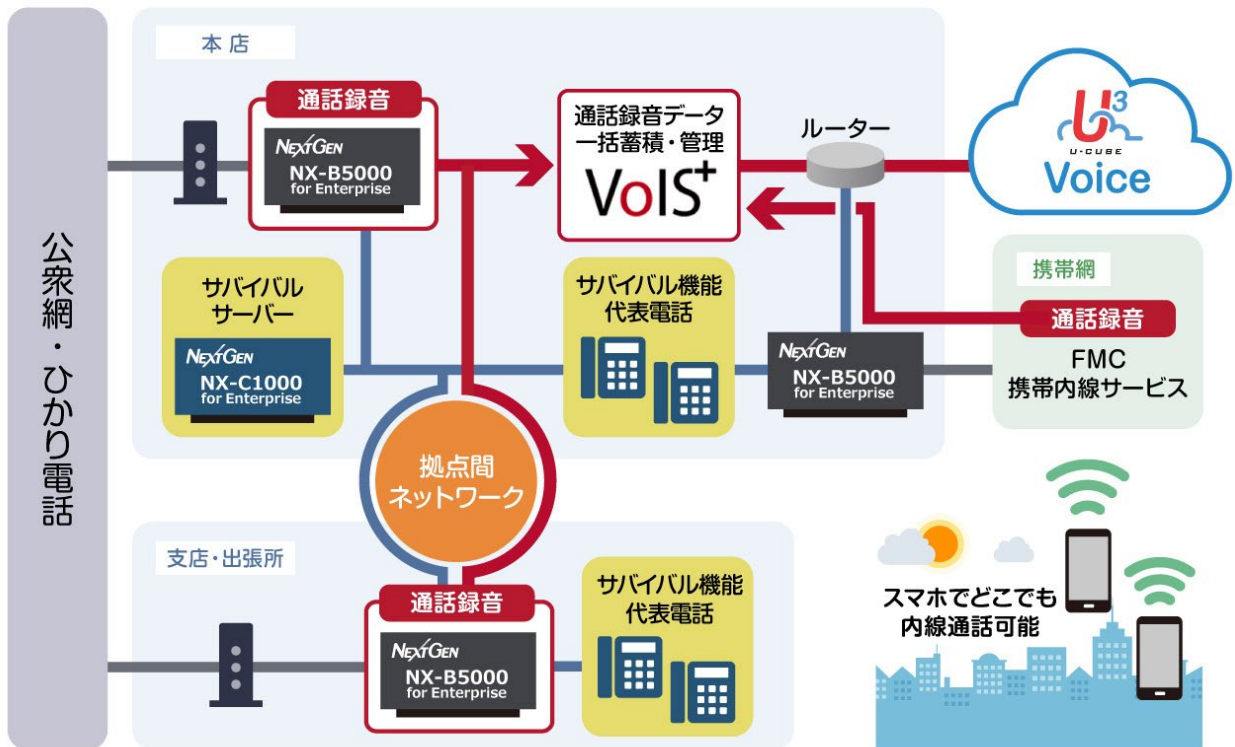 公衆網・ひかり電話
本店
通話録音
NEXTGEN
NX-B5000
for Enterprise
通話録音データ
一括蓄積・管理
VoIS+
ルーター
U3
U-CUBE
Voice
サバイバル
サーバー
NEXTGEN
NX-C1000
for Enterprise
サバイバル機能
代表電話
NEXTGEN
NX-B5000
for Enterprise
携帯網
通話録音
FMC
携帯内線サービス
拠点間
ネットワーク
支店・出張所
通話録音
NEXTGEN
NX-B5000
for Enterprise
サバイバル機能
代表電話
スマホでどこでも
内線通話可能